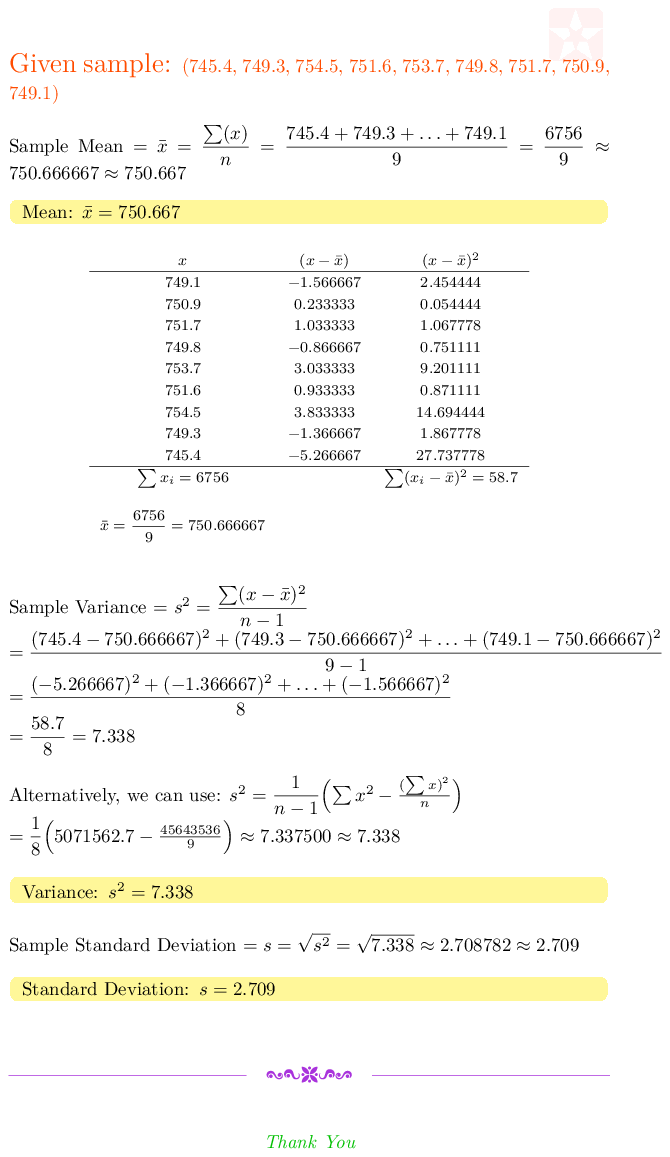 Given sample: (745.4, 749.3, 754.5, 751.6, 753.7, 749.8, 751.7, 750.9,
749.1)
Sample Mean = x̄ = ∑(x)/n = (745.4 + 749.3 + . . . + 749.1)/9 = 6756/9 ≈
750.666667 ≈ 750.667
Mean: x̄ = 750.667
x (x − x̄) (x − x̄)²
749.1 −1.566667 2.454444
750.9 0.233333 0.054444
751.7 1.033333 1.067778
749.8 −0.866667 0.751111
753.7 3.033333 9.201111
751.6 0.933333 0.871111
754.5 3.833333 14.694444
749.3 −1.366667 1.867778
745.4 −5.266667 27.737778
∑ xᵢ = 6756 ∑(xᵢ − x̄)² = 58.7
x̄ = 6756/9 = 750.666667
Sample Variance = s² = ∑(x − x̄)²/(n − 1)
= ((745.4 − 750.666667)² + (749.3 − 750.666667)² + . . . + (749.1 − 750.666667)²)/(9 − 1)
= ((−5.266667)² + (−1.366667)² + . . . + (−1.566667)²)/8
= 58.7/8 = 7.338
Alternatively, we can use: s² = 1/(n − 1) (∑ x² − (∑ x)²/n)
= 1/8 (5071562.7 − 45643536/9) ≈ 7.337500 ≈ 7.338
Variance: s² = 7.338
Sample Standard Deviation = s = √s² = √7.338 ≈ 2.708782 ≈ 2.709
Standard Deviation: s = 2.709
Thank You